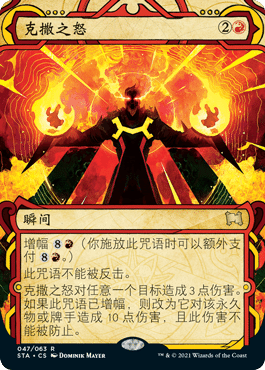 克撒之怒 2
瞬间
增幅 8 (你施放此咒语时可以额外支
付 8 。)
此咒语不能被反击。
克撒之怒对任意一个目标造成3点伤害。
如果此咒语已增幅,则改为它对该永久
物或牌手造成 10 点伤害,且此伤害不
能被防止。
047/063 R
STA • CS DOMINIK MAYER
™ & © 2021 Wizards of the Coast